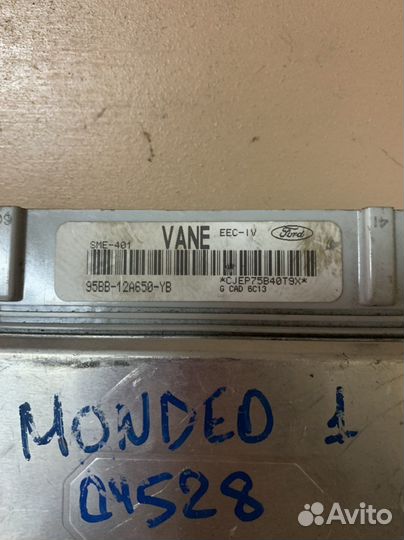 VANE EEC-IV Ford
SME-401
95BB-12A650-YB *CJEP75B40T9X*
G CAD 6C13
MONDEO 1
04528
Avito